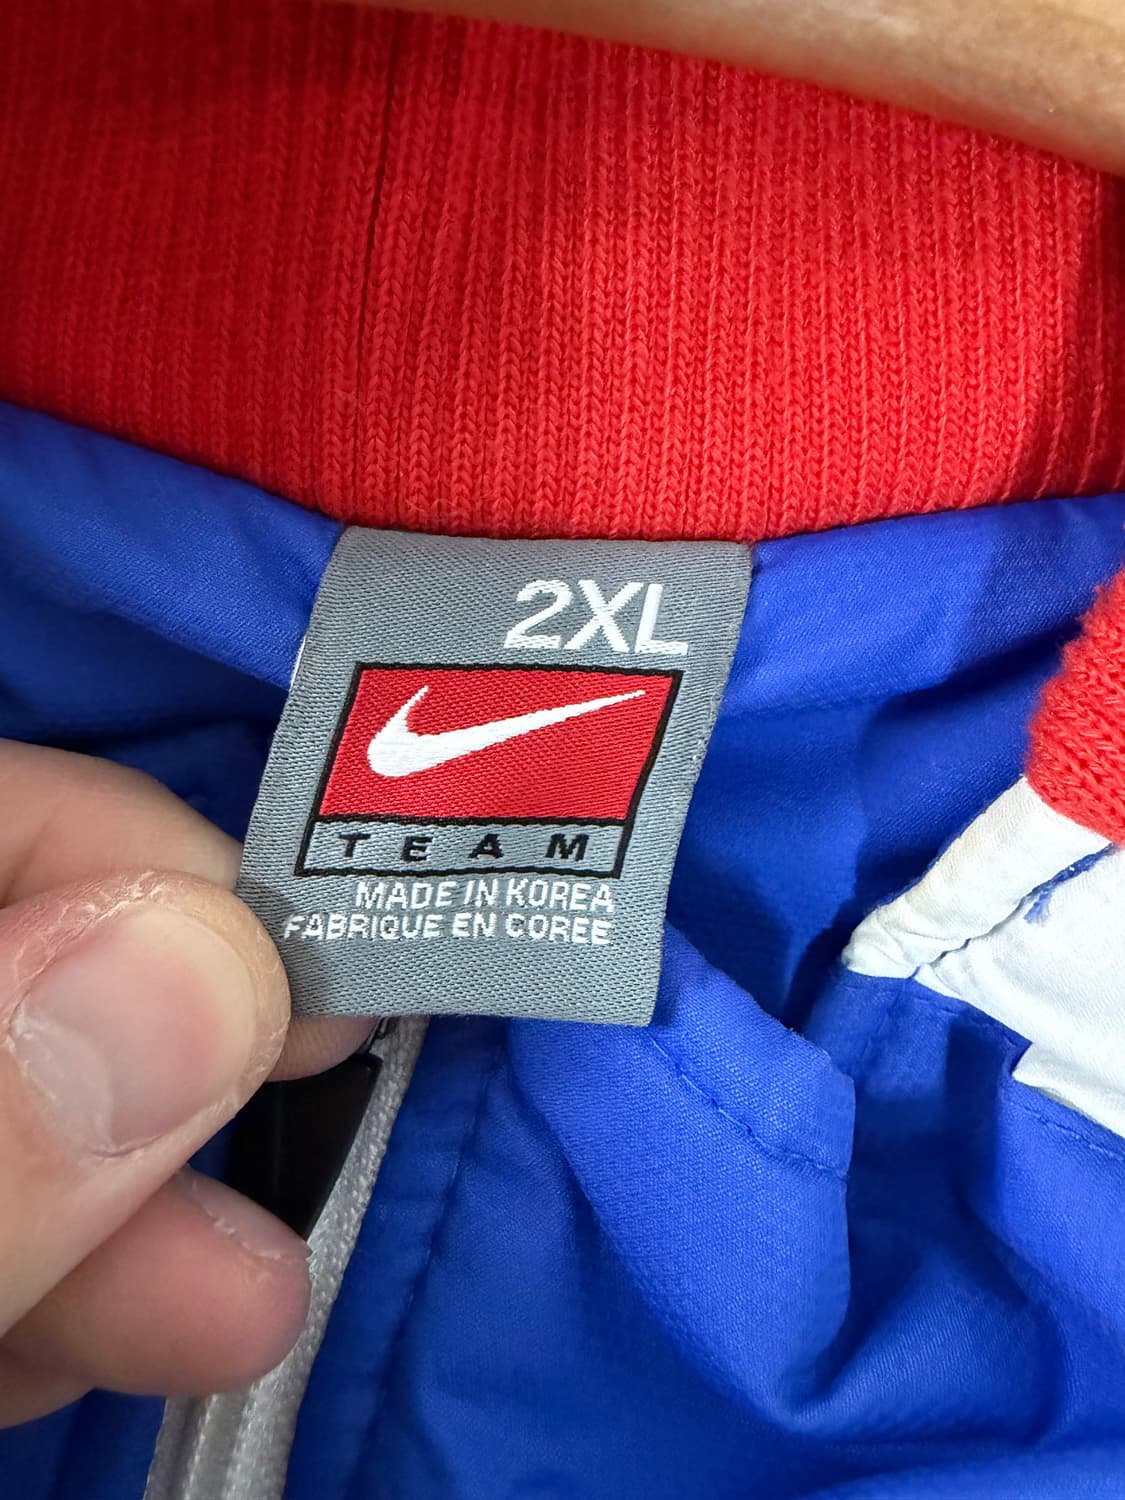 2XL
TEAM
MADE IN KOREA
FABRIQUE EN COREE